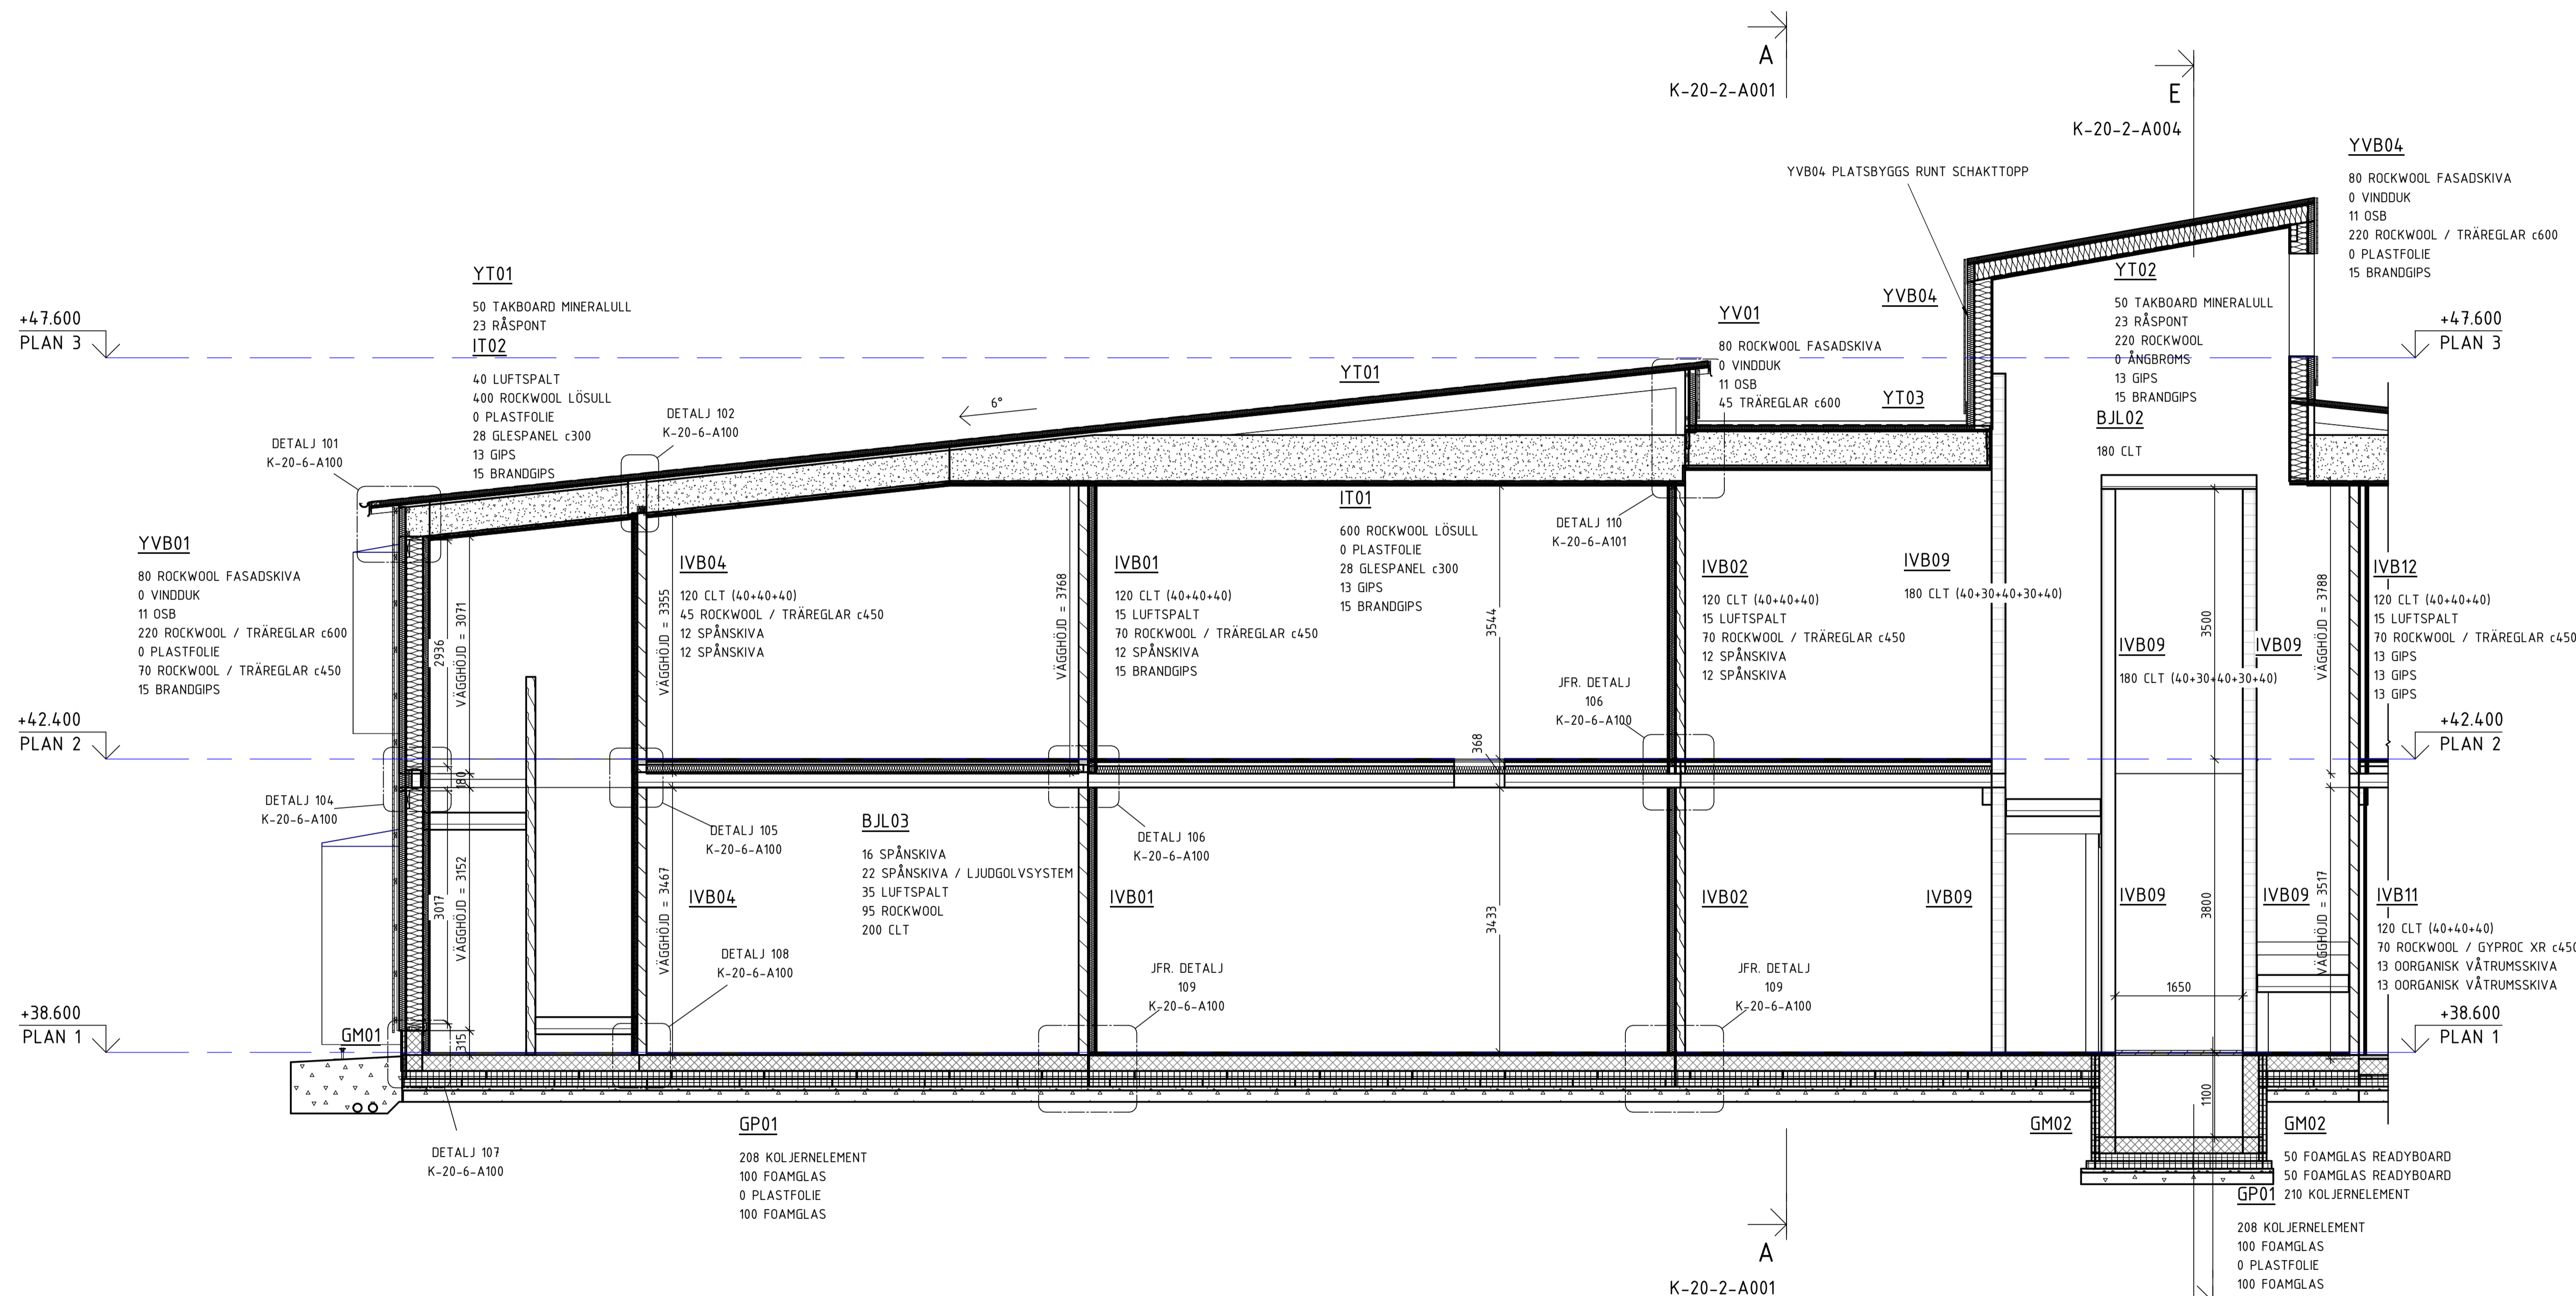 A
K-20-2-A001
E
K-20-2-A004
YVB04
80 ROCKWOOL FASADSKIVA
0 VINDDUK
11 OSB
220 ROCKWOOL / TRÄREGLAR c600
0 PLASTFOLIE
15 BRANDGIPS
YVB04 PLATSBYGGS RUNT SCHAKTTOPP
YT01
50 TAKBOARD MINERALULL
23 RÅSPONT
IT02
40 LUFTSPALT
400 ROCKWOOL LÖSULL
0 PLASTFOLIE
28 GLESPANEL c300
13 GIPS
15 BRANDGIPS
YT02
50 TAKBOARD MINERALULL
23 RÅSPONT
220 ROCKWOOL
0 ÅNGBROMS
13 GIPS
15 BRANDGIPS
BJL02
180 CLT
YVB04
YV01
80 ROCKWOOL FASADSKIVA
0 VINDDUK
11 OSB
45 TRÄREGLAR c600
YT03
+47.600
PLAN 3
+47.600
PLAN 3
YT01
6°
DETALJ 102
K-20-6-A100
DETALJ 101
K-20-6-A100
YVB01
80 ROCKWOOL FASADSKIVA
0 VINDDUK
11 OSB
220 ROCKWOOL / TRÄREGLAR c600
0 PLASTFOLIE
70 ROCKWOOL / TRÄREGLAR c450
15 BRANDGIPS
2936
VÄGGHÖJD = 3071
VÄGGHÖJD = 3355
IVB04
120 CLT (40+40+40)
45 ROCKWOOL / TRÄREGLAR c450
12 SPÅNSKIVA
12 SPÅNSKIVA
VÄGGHÖJD = 3768
IVB01
120 CLT (40+40+40)
15 LUFTSPALT
70 ROCKWOOL / TRÄREGLAR c450
12 SPÅNSKIVA
15 BRANDGIPS
IT01
600 ROCKWOOL LÖSULL
0 PLASTFOLIE
28 GLESPANEL c300
13 GIPS
15 BRANDGIPS
3544
DETALJ 110
K-20-6-A101
IVB02
120 CLT (40+40+40)
15 LUFTSPALT
70 ROCKWOOL / TRÄREGLAR c450
12 SPÅNSKIVA
12 SPÅNSKIVA
IVB09
180 CLT (40+30+40+30+40)
IVB09
180 CLT (40+30+40+30+40)
3500
IVB09
VÄGGHÖJD = 3788
IVB12
120 CLT (40+40+40)
15 LUFTSPALT
70 ROCKWOOL / TRÄREGLAR c450
13 GIPS
13 GIPS
13 GIPS
JFR. DETALJ
106
K-20-6-A100
368
+42.400
PLAN 2
+42.400
PLAN 2
180
DETALJ 104
K-20-6-A100
DETALJ 105
K-20-6-A100
DETALJ 106
K-20-6-A100
BJL03
16 SPÅNSKIVA
22 SPÅNSKIVA / LJUDGOLVSYSTEM
35 LUFTSPALT
95 ROCKWOOL
200 CLT
3017
VÄGGHÖJD = 3152
VÄGGHÖJD = 3467
IVB04
IVB01
3433
IVB02
IVB09
IVB09
3800
IVB09
VÄGGHÖJD = 3517
IVB11
120 CLT (40+40+40)
70 ROCKWOOL / GYPROC XR c450
13 OORGANISK VÅTRUMSSKIVA
13 OORGANISK VÅTRUMSSKIVA
1650
DETALJ 108
K-20-6-A100
JFR. DETALJ
109
K-20-6-A100
JFR. DETALJ
109
K-20-6-A100
+38.600
PLAN 1
+38.600
PLAN 1
GM01
315
1100
DETALJ 107
K-20-6-A100
GP01
208 KOLJERNELEMENT
100 FOAMGLAS
0 PLASTFOLIE
100 FOAMGLAS
GM02
GM02
50 FOAMGLAS READYBOARD
50 FOAMGLAS READYBOARD
210 KOLJERNELEMENT
GP01
208 KOLJERNELEMENT
100 FOAMGLAS
0 PLASTFOLIE
100 FOAMGLAS
A
K-20-2-A001